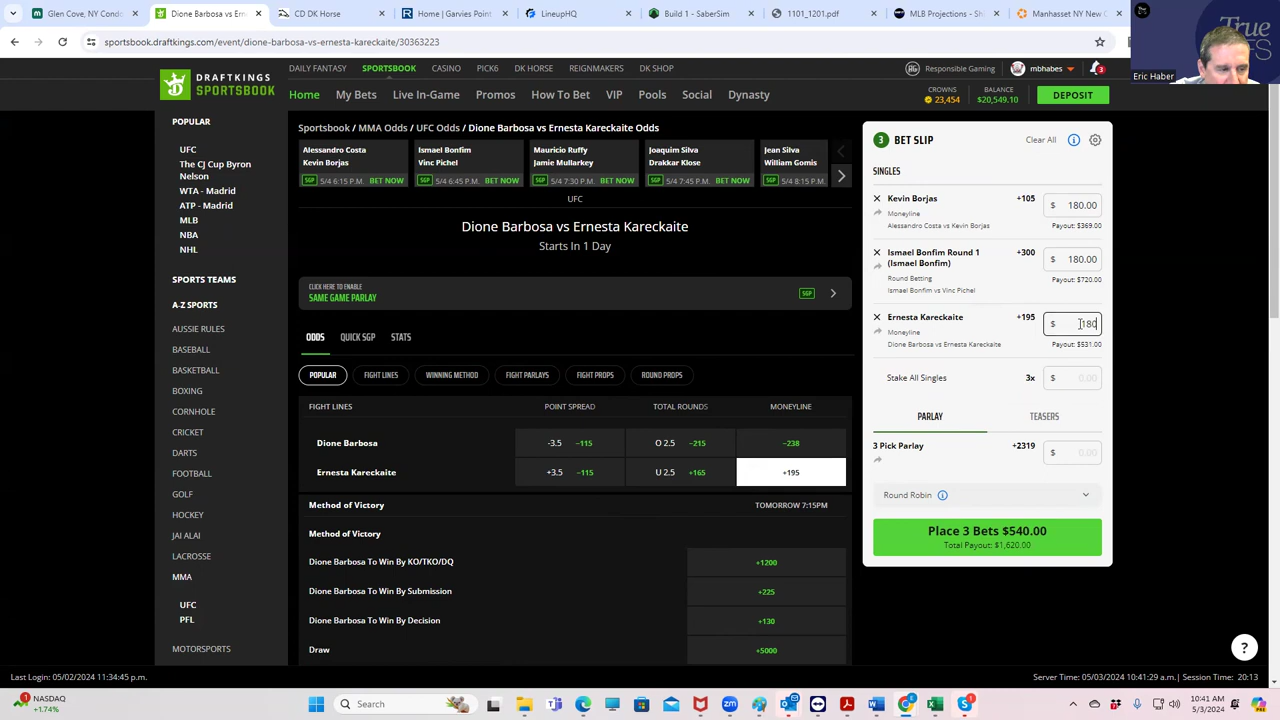 Glen Cove, NY Condo
Dione Barbosa vs Ern
CD DK Horse
Home | Garvies Point
LineupHQ
Build 1 - SaberSim
1101_1201.pdf
MLB Projections - Sh
Manhasset NY New C
sportsbook.draftkings.com/event/dione-barbosa-vs-ernesta-kareckaite/30363223
True
Eric Haber
DRAFTKINGS
SPORTSBOOK
DAILY FANTASY SPORTSBOOK CASINO PICK6 DK HORSE REIGNMAKERS DK SHOP
Responsible Gaming mbhabes 3
Home My Bets Live In-Game Promos How To Bet VIP Pools Social Dynasty
CROWNS
23,454
BALANCE
$20,549.10
DEPOSIT
POPULAR
UFC
The CJ Cup Byron
Nelson
WTA - Madrid
ATP - Madrid
MLB
NBA
NHL
SPORTS TEAMS
A-Z SPORTS
AUSSIE RULES
BASEBALL
BASKETBALL
BOXING
CORNHOLE
CRICKET
DARTS
FOOTBALL
GOLF
HOCKEY
JAI ALAI
LACROSSE
MMA
UFC
PFL
MOTORSPORTS
Sportsbook / MMA Odds / UFC Odds / Dione Barbosa vs Ernesta Kareckaite Odds
Alessandro Costa
Kevin Borjas
SGP 5/4 6:15 P.M. BET NOW
Ismael Bonfim
Vinc Pichel
SGP 5/4 6:45 P.M. BET NOW
Mauricio Ruffy
Jamie Mullarkey
SGP 5/4 7:30 P.M. BET NOW
Joaquim Silva
Drakkar Klose
SGP 5/4 7:45 P.M. BET NOW
Jean Silva
William Gomis
SGP 5/4 8:15 P.M.
UFC
Dione Barbosa vs Ernesta Kareckaite
Starts In 1 Day
CLICK HERE TO ENABLE
SAME GAME PARLAY
SGP
ODDS QUICK SGP STATS
POPULAR FIGHT LINES WINNING METHOD FIGHT PARLAYS FIGHT PROPS ROUND PROPS
FIGHT LINES POINT SPREAD TOTAL ROUNDS MONEYLINE
Dione Barbosa -3.5 −115 O 2.5 −215 −238
Ernesta Kareckaite +3.5 −115 U 2.5 +165 +195
Method of Victory TOMORROW 7:15PM
Method of Victory
Dione Barbosa To Win By KO/TKO/DQ +1200
Dione Barbosa To Win By Submission +225
Dione Barbosa To Win By Decision +130
Draw +5000
3 BET SLIP Clear All
SINGLES
Kevin Borjas +105 $ 180.00
Moneyline
Alessandro Costa vs Kevin Borjas Payout: $369.00
Ismael Bonfim Round 1 +300 $ 180.00
(Ismael Bonfim)
Round Betting Payout: $720.00
Ismael Bonfim vs Vinc Pichel
Ernesta Kareckaite +195 $ 180
Moneyline
Dione Barbosa vs Ernesta Kareckaite Payout: $531.00
Stake All Singles 3x $ 0.00
PARLAY TEASERS
3 Pick Parlay +2319 $ 0.00
Round Robin
Place 3 Bets $540.00
Total Payout: $1,620.00
?
Last Login: 05/02/2024 11:34:45 p.m.
Server Time: 05/03/2024 10:41:29 a.m.| Session Time: 20:13
1
NASDAQ
+1.74%
Search
1
10:41 AM
5/3/2024